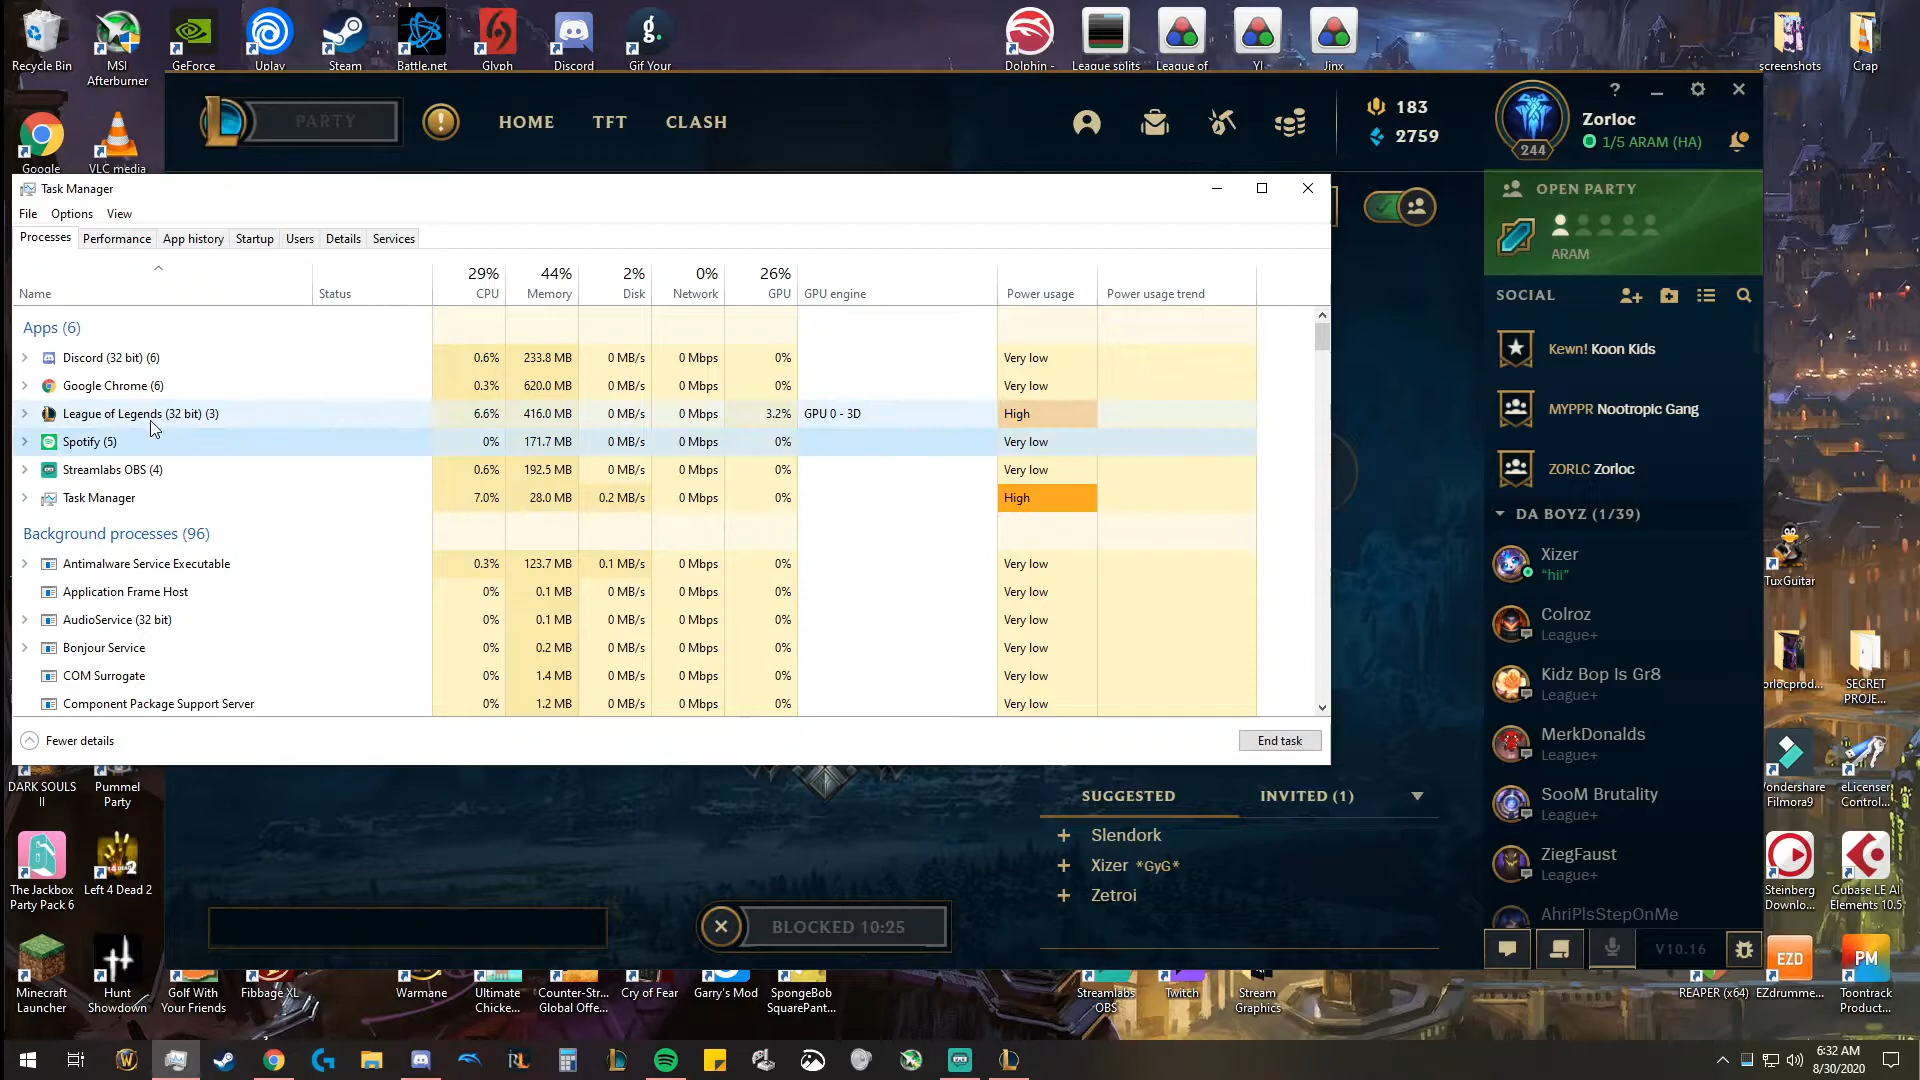 Recycle Bin
MSI Afterburner
GeForce
Uplay
Steam
Battle.net
Glyph
Discord
Gif Your
Dolphin -
League splits
League of
YI
Jinx
screenshots
Crap
Google
VLC media
PARTY
HOME
TFT
CLASH
183
2759
244
?
Zorloc
1/5 ARAM (HA)
Task Manager
File
Options
View
Processes
Performance
App history
Startup
Users
Details
Services
29%
44%
2%
0%
26%
Name
Status
CPU
Memory
Disk
Network
GPU
GPU engine
Power usage
Power usage trend
Apps (6)
Discord (32 bit) (6) 0.6% 233.8 MB 0 MB/s 0 Mbps 0% Very low
Google Chrome (6) 0.3% 620.0 MB 0 MB/s 0 Mbps 0% Very low
League of Legends (32 bit) (3) 6.6% 416.0 MB 0 MB/s 0 Mbps 3.2% GPU 0 - 3D High
Spotify (5) 0% 171.7 MB 0 MB/s 0 Mbps 0% Very low
Streamlabs OBS (4) 0.6% 192.5 MB 0 MB/s 0 Mbps 0% Very low
Task Manager 7.0% 28.0 MB 0.2 MB/s 0 Mbps 0% High
Background processes (96)
Antimalware Service Executable 0.3% 123.7 MB 0.1 MB/s 0 Mbps 0% Very low
Application Frame Host 0% 0.1 MB 0 MB/s 0 Mbps 0% Very low
AudioService (32 bit) 0% 0.1 MB 0 MB/s 0 Mbps 0% Very low
Bonjour Service 0% 0.2 MB 0 MB/s 0 Mbps 0% Very low
COM Surrogate 0% 1.4 MB 0 MB/s 0 Mbps 0% Very low
Component Package Support Server 0% 1.2 MB 0 MB/s 0 Mbps 0% Very low
Fewer details
End task
OPEN PARTY
ARAM
SOCIAL
Kewn! Koon Kids
MYPPR Nootropic Gang
ZORLC Zorloc
DA BOYZ (1/39)
Xizer
"hii"
Colroz
League+
Kidz Bop Is Gr8
League+
MerkDonalds
League+
SooM Brutality
League+
ZiegFaust
League+
AhriPlsStepOnMe
V10.16
SUGGESTED
INVITED (1)
Slendork
Xizer *GyG*
Zetroi
BLOCKED 10:25
TuxGuitar
orlocprod...
SECRET PROJE...
Wondershare Filmora9
eLicenser Control...
Steinberg Downlo...
Cubase LE AI Elements 10.5
EZD
PM
REAPER (x64)
EZdrumme...
Toontrack Product...
DARK SOULS II
Pummel Party
The Jackbox Party Pack 6
Left 4 Dead 2
2
Minecraft Launcher
Hunt Showdown
Golf With Your Friends
Fibbage XL
Warmane
Ultimate Chicke...
Counter-Str... Global Offe...
Cry of Fear
Garry's Mod
SpongeBob SquarePant...
Streamlabs OBS
Twitch
Stream Graphics
6:32 AM
8/30/2020